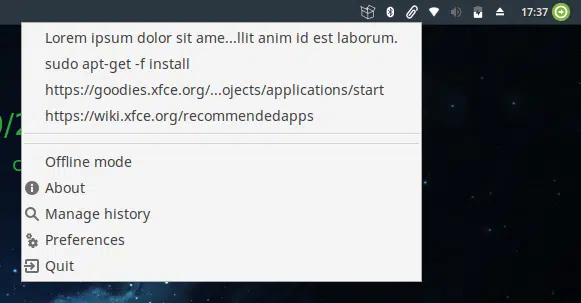 17:37
Lorem ipsum dolor sit ame...llit anim id est laborum.
sudo apt-get -f install
https://goodies.xfce.org/...ojects/applications/start
https://wiki.xfce.org/recommendedapps
Offline mode
About
Manage history
Preferences
Quit